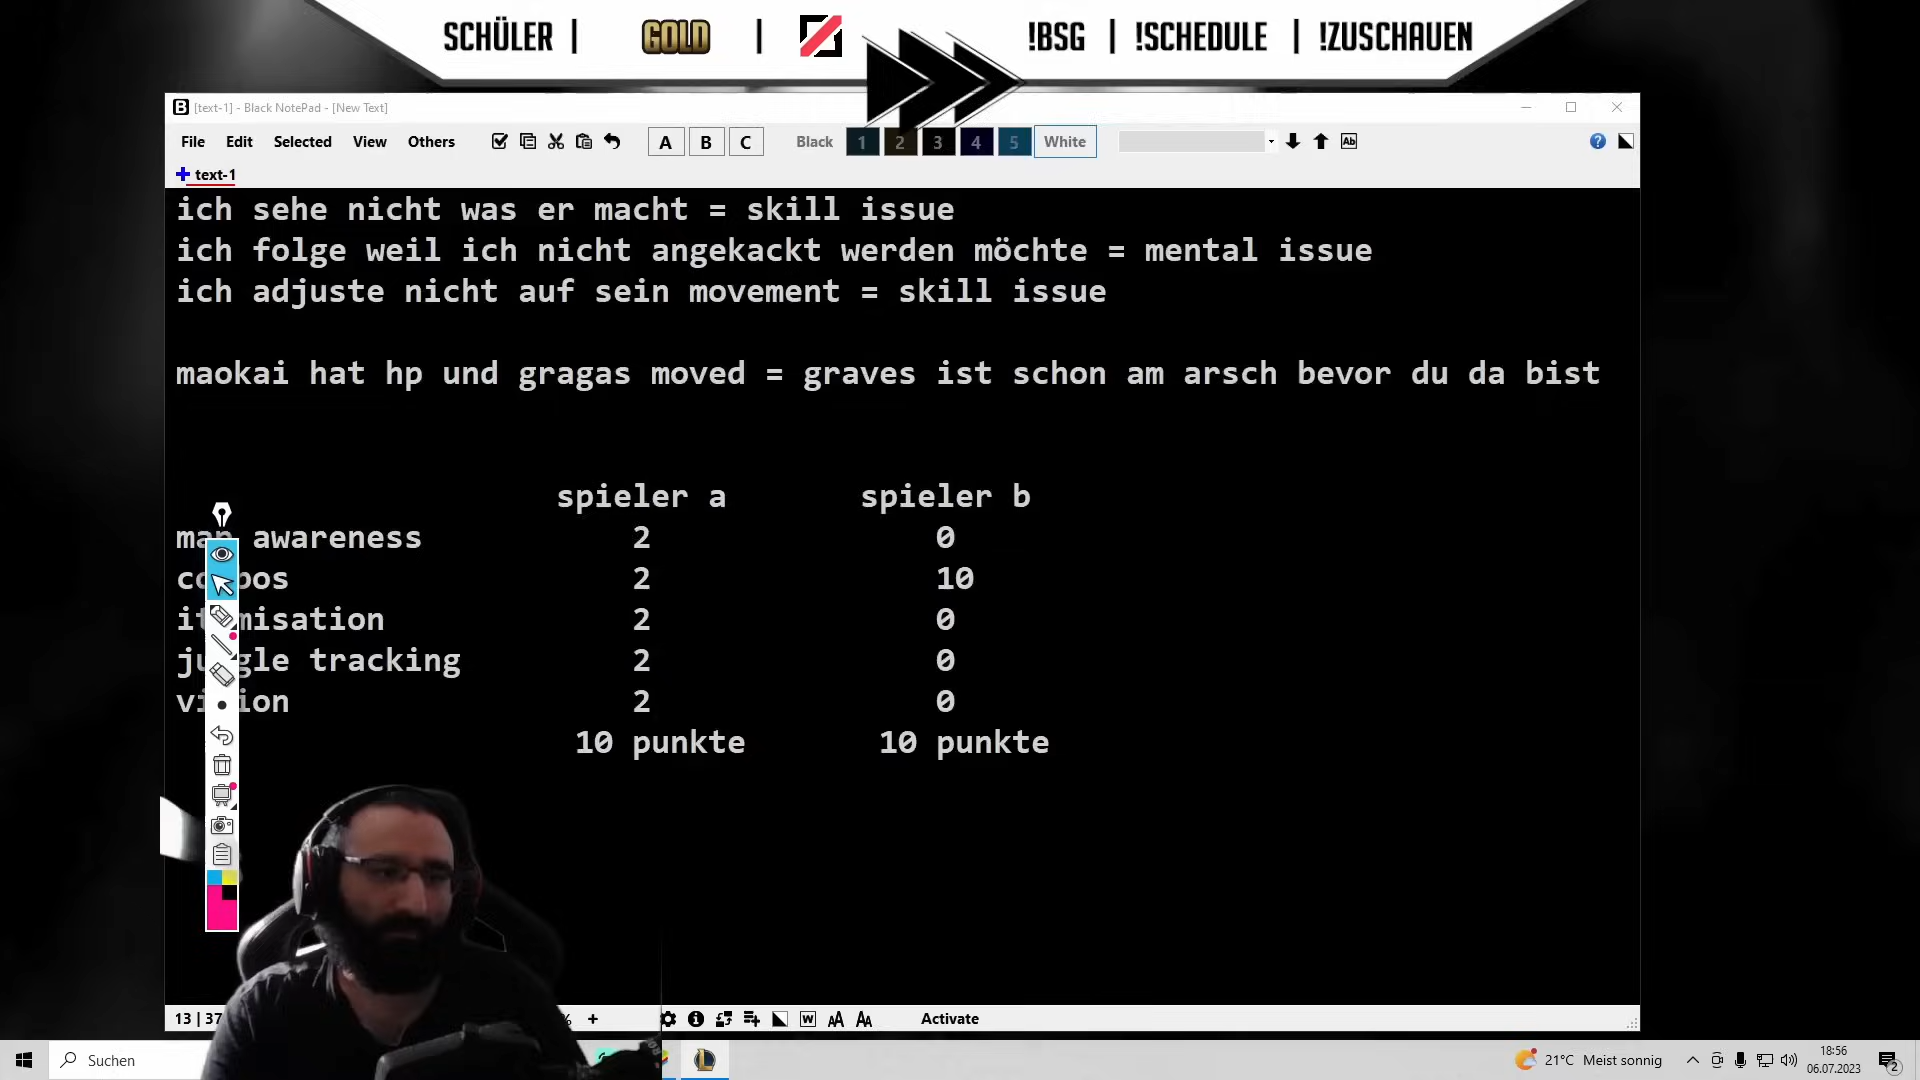 SCHÜLER | GOLD | | !BSG | !SCHEDULE | !ZUSCHAUEN
[text-1] - Black NotePad - [New Text]
File Edit Selected View Others A B C Black 1 2 3 4 5 White Ab
text-1
ich sehe nicht was er macht = skill issue
ich folge weil ich nicht angekackt werden möchte = mental issue
ich adjuste nicht auf sein movement = skill issue
maokai hat hp und gragas moved = graves ist schon am arsch bevor du da bist
spieler a spieler b
awareness 2 0
2 10
2 0
tracking 2 0
2 0
10 punkte 10 punkte
13 | 37 % + W AA AA Activate
Suchen 21°C Meist sonnig 18:56
06.07.2023 2